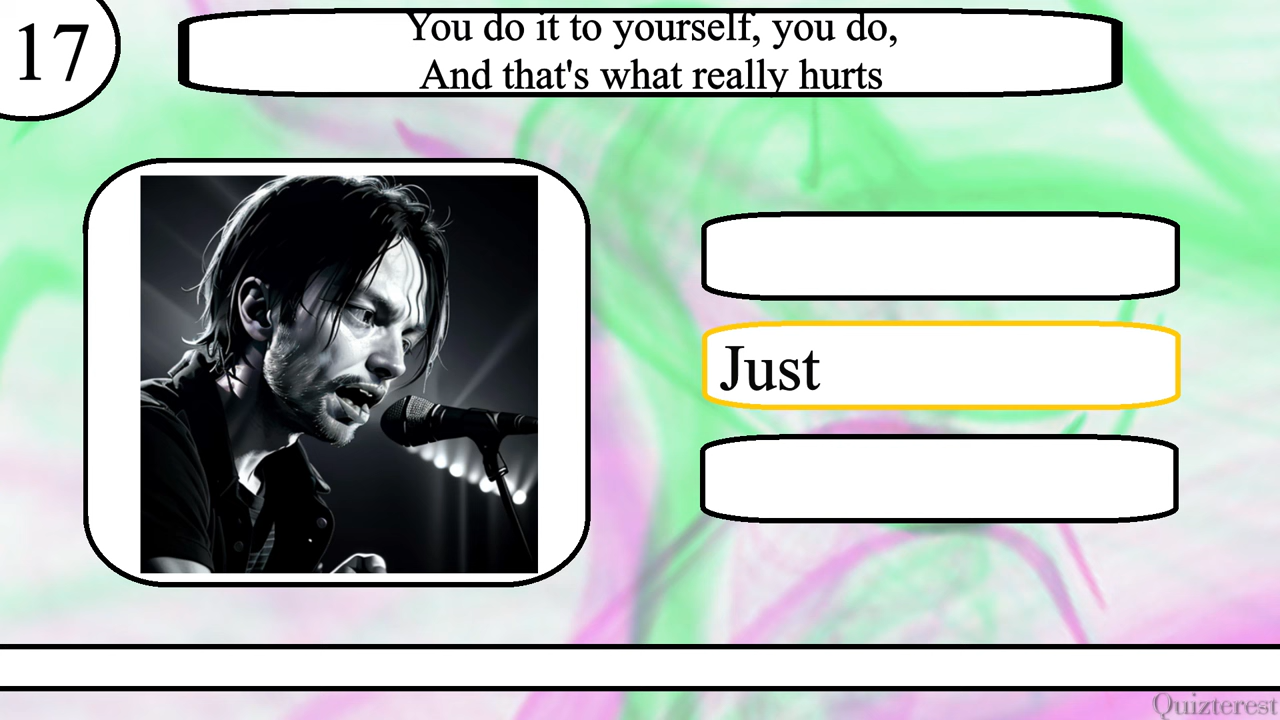 17
You do it to yourself, you do,
And that's what really hurts
Just
Quizterest